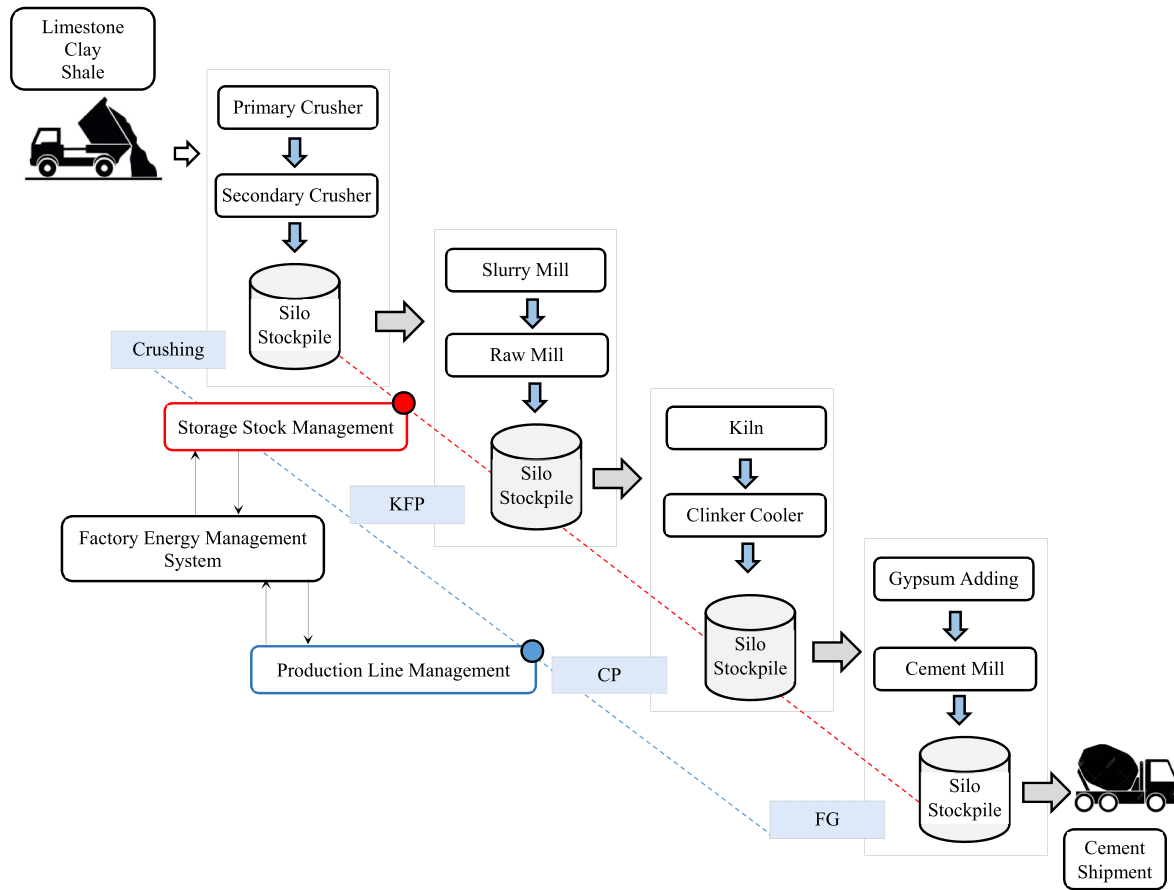 Limestone
Clay
Shale
Primary Crusher
Secondary Crusher
Silo
Stockpile
Crushing
Slurry Mill
Raw Mill
Silo
Stockpile
KFP
Storage Stock Management
Factory Energy Management
System
Production Line Management
Kiln
Clinker Cooler
Silo
Stockpile
CP
Gypsum Adding
Cement Mill
Silo
Stockpile
FG
Cement
Shipment